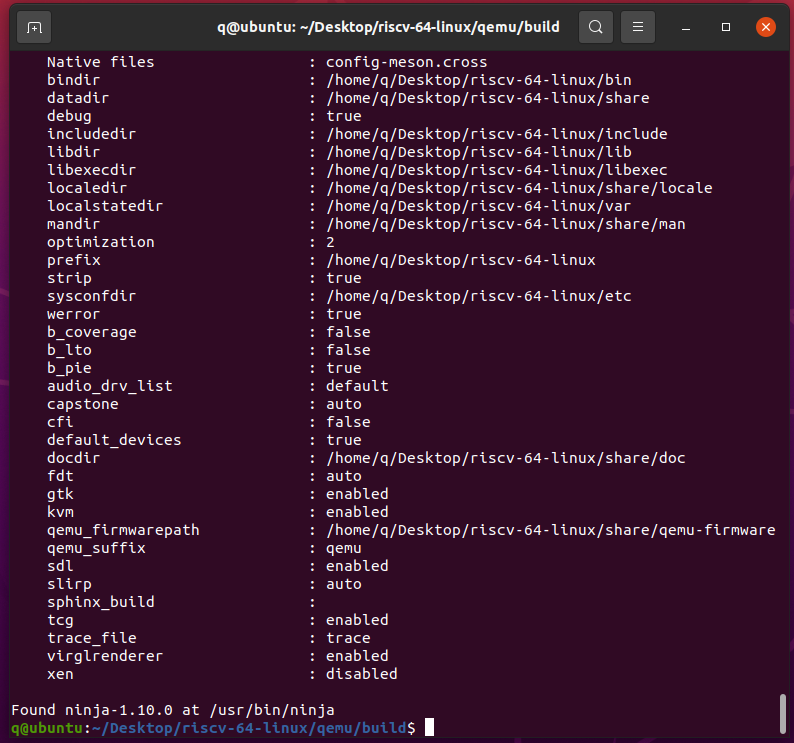 q@ubuntu: ~/Desktop/riscv-64-linux/qemu/build
Native files : config-meson.cross
bindir : /home/q/Desktop/riscv-64-linux/bin
datadir : /home/q/Desktop/riscv-64-linux/share
debug : true
includedir : /home/q/Desktop/riscv-64-linux/include
libdir : /home/q/Desktop/riscv-64-linux/lib
libexecdir : /home/q/Desktop/riscv-64-linux/libexec
localedir : /home/q/Desktop/riscv-64-linux/share/locale
localstatedir : /home/q/Desktop/riscv-64-linux/var
mandir : /home/q/Desktop/riscv-64-linux/share/man
optimization : 2
prefix : /home/q/Desktop/riscv-64-linux
strip : true
sysconfdir : /home/q/Desktop/riscv-64-linux/etc
werror : true
b_coverage : false
b_lto : false
b_pie : true
audio_drv_list : default
capstone : auto
cfi : false
default_devices : true
docdir : /home/q/Desktop/riscv-64-linux/share/doc
fdt : auto
gtk : enabled
kvm : enabled
qemu_firmwarepath : /home/q/Desktop/riscv-64-linux/share/qemu-firmware
qemu_suffix : qemu
sdl : enabled
slirp : auto
sphinx_build :
tcg : enabled
trace_file : trace
virglrenderer : enabled
xen : disabled
Found ninja-1.10.0 at /usr/bin/ninja
q@ubuntu:~/Desktop/riscv-64-linux/qemu/build$